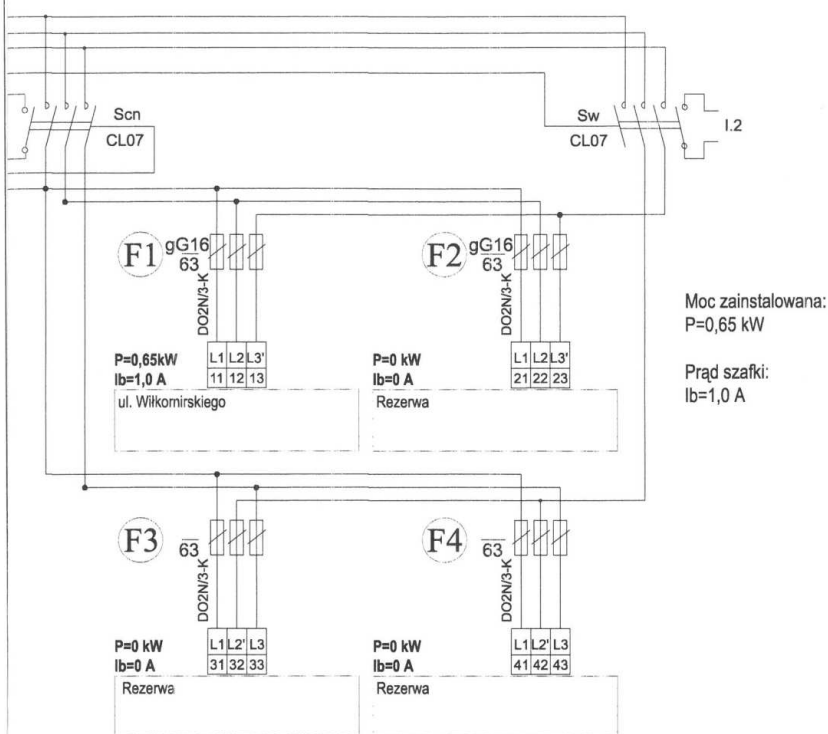 Scn
CL07
Sw
CL07
I.2
F1
gG16
63
DO2N/3-K
P=0,65kW
Ib=1,0 A
L1 L2 L3'
11 12 13
ul. Wiłkomirskiego
F2
gG16
63
DO2N/3-K
P=0 kW
Ib=0 A
L1 L2 L3'
21 22 23
Rezerwa
Moc zainstalowana:
P=0,65 kW
Prąd szafki:
Ib=1,0 A
F3
63
DO2N/3-K
P=0 kW
Ib=0 A
L1 L2' L3
31 32 33
Rezerwa
F4
63
DO2N/3-K
P=0 kW
Ib=0 A
L1 L2' L3
41 42 43
Rezerwa